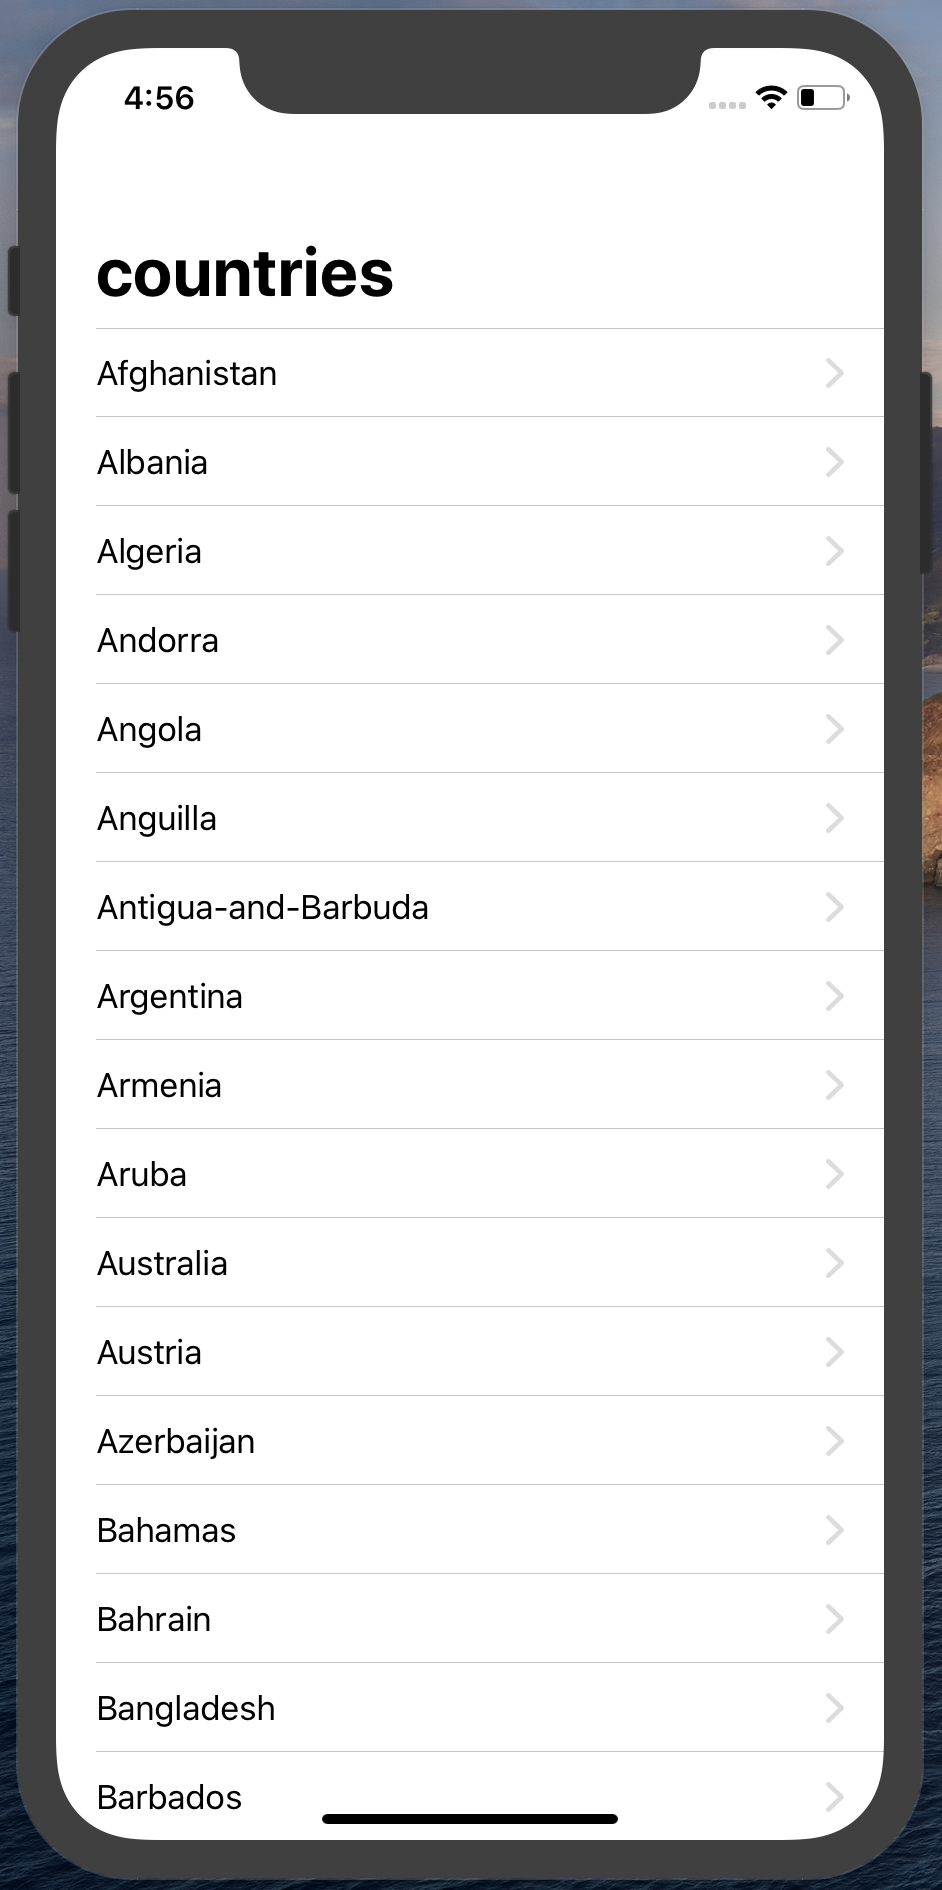 4:56
countries
Afghanistan
Albania
Algeria
Andorra
Angola
Anguilla
Antigua-and-Barbuda
Argentina
Armenia
Aruba
Australia
Austria
Azerbaijan
Bahamas
Bahrain
Bangladesh
Barbados